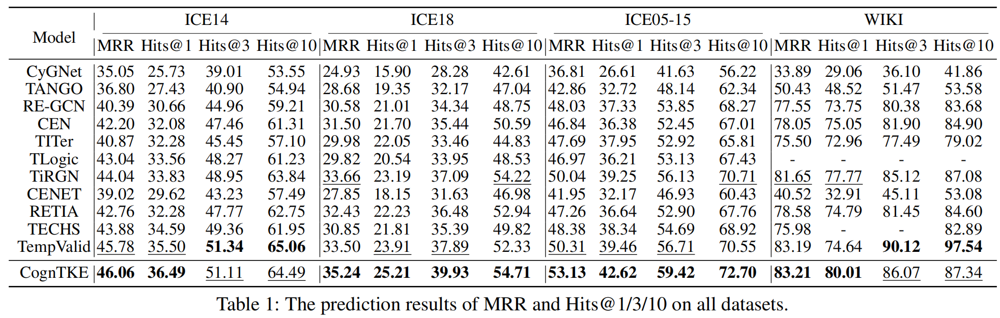 Model ICE14 ICE18 ICE05-15 WIKI
MRR Hits@1 Hits@3 Hits@10 MRR Hits@1 Hits@3 Hits@10 MRR Hits@1 Hits@3 Hits@10 MRR Hits@1 Hits@3 Hits@10
CyGNet 35.05 25.73 39.01 53.55 24.93 15.90 28.28 42.61 36.81 26.61 41.63 56.22 33.89 29.06 36.10 41.86
TANGO 36.80 27.43 40.90 54.94 28.68 19.35 32.17 47.04 42.86 32.72 48.14 62.34 50.43 48.52 51.47 53.58
RE-GCN 40.39 30.66 44.96 59.21 30.58 21.01 34.34 48.75 48.03 37.33 53.85 68.27 77.55 73.75 80.38 83.68
CEN 42.20 32.08 47.46 61.31 31.50 21.70 35.44 50.59 46.84 36.38 52.45 67.01 78.05 75.05 81.90 84.90
TITer 40.87 32.28 45.45 57.10 29.98 22.05 33.46 44.83 47.69 37.95 52.92 65.81 75.50 72.96 77.49 79.02
TLogic 43.04 33.56 48.27 61.23 29.82 20.54 33.95 48.53 46.97 36.21 53.13 67.43 - - - -
TiRGN 44.04 33.83 48.95 63.84 33.66 23.19 37.09 54.22 50.04 39.25 56.13 70.71 81.65 77.77 85.12 87.08
CENET 39.02 29.62 43.23 57.49 27.85 18.15 31.63 46.98 41.95 32.17 46.93 60.43 40.52 32.91 45.11 53.08
RETIA 42.76 32.28 47.77 62.75 32.43 22.23 36.48 52.94 47.26 36.64 52.90 67.76 78.58 74.79 81.45 84.60
TECHS 43.88 34.59 49.36 61.95 30.85 21.81 35.39 49.82 48.38 38.34 54.69 68.92 75.98 - - 82.89
TempValid 45.78 35.50 51.34 65.06 33.50 23.91 37.89 52.33 50.31 39.46 56.71 70.55 83.19 74.64 90.12 97.54
CognTKE 46.06 36.49 51.11 64.49 35.24 25.21 39.93 54.71 53.13 42.62 59.42 72.70 83.21 80.01 86.07 87.34
Table 1: The prediction results of MRR and Hits@1/3/10 on all datasets.